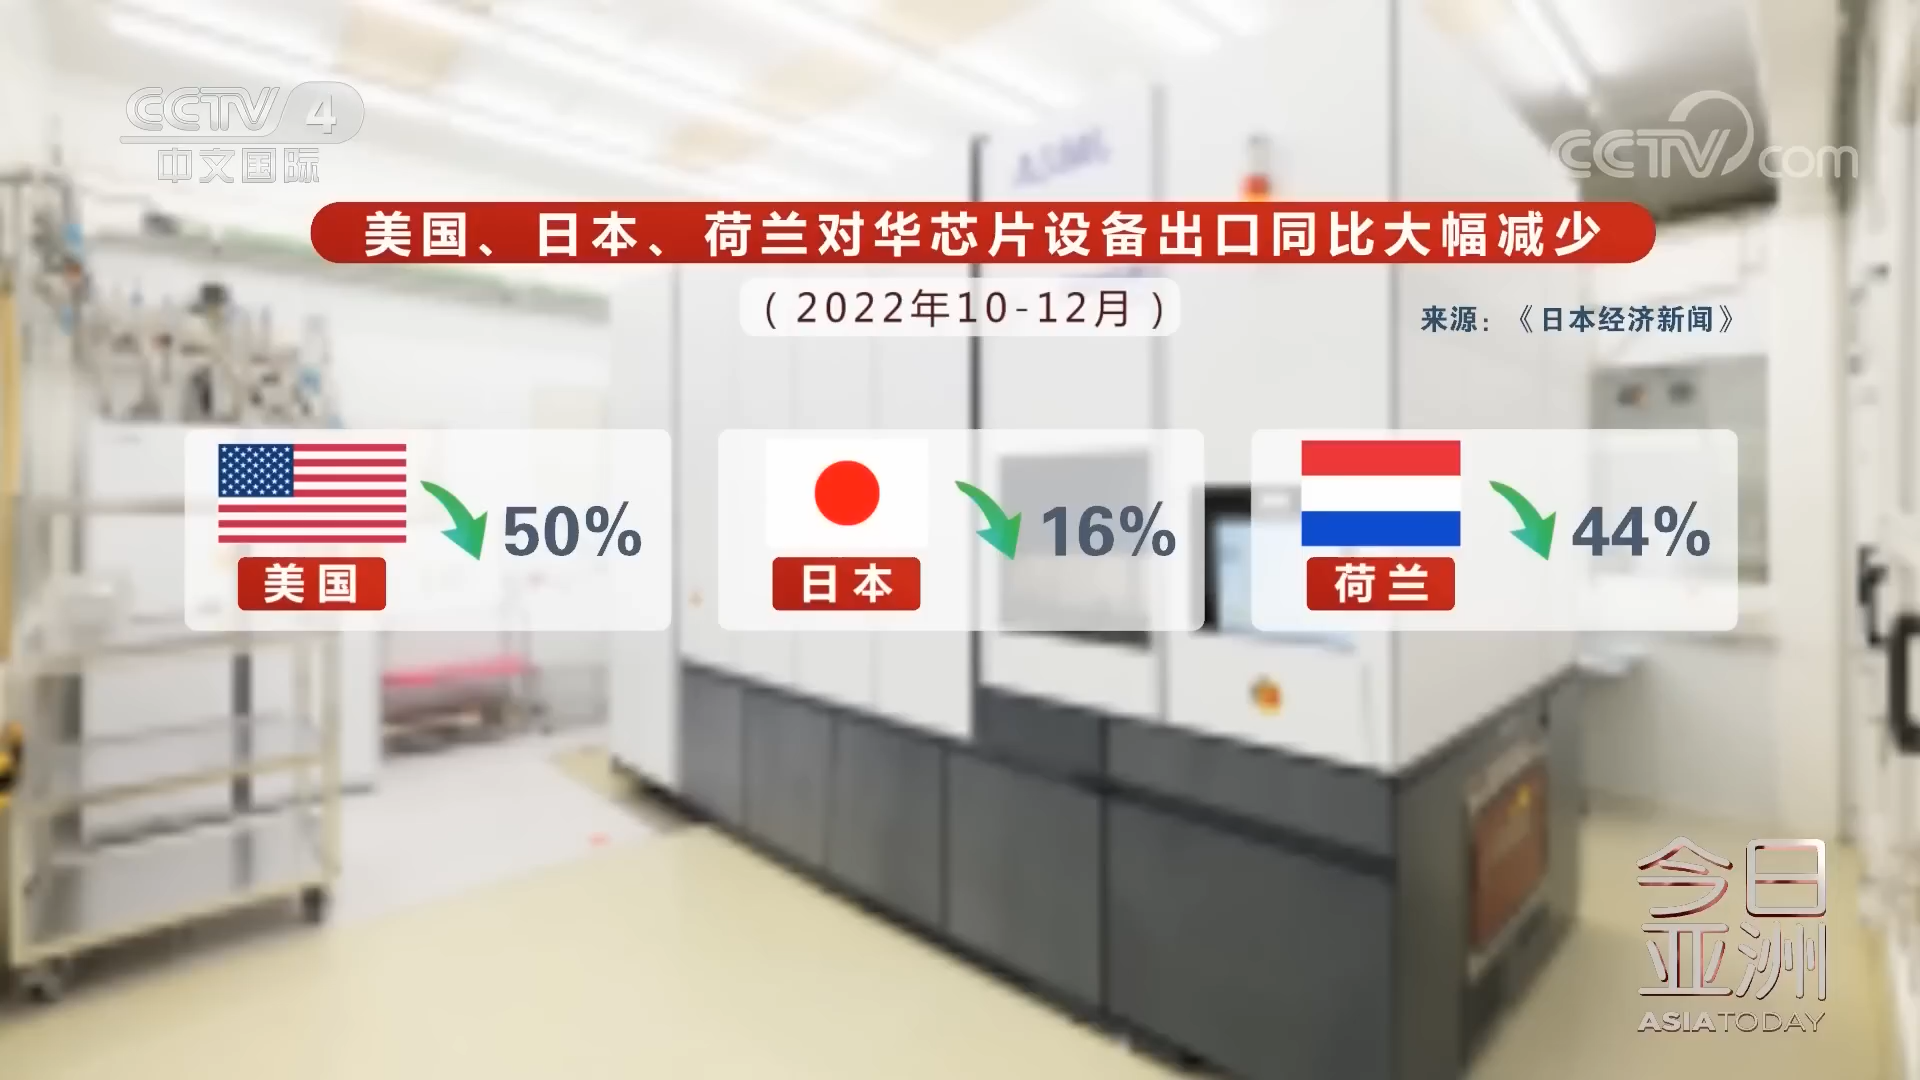 CCTV 4
中文国际
CCTV.com
美国、日本、荷兰对华芯片设备出口同比大幅减少
(2022年10-12月)
来源：《日本经济新闻》
50%
16%
44%
美国
日本
荷兰
今日
亚洲
ASIA TODAY